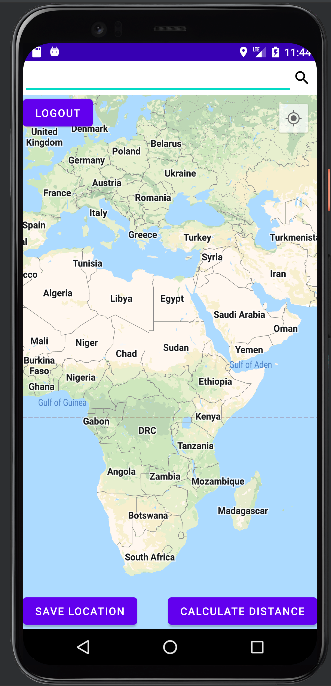 11:44
LOGOUT
United
Kingdom
Denmark
Belarus
Poland
Germany
Ukraine
Austria
France
Romania
Italy
Spain
Greece
Turkey
Turkmenista
Syria
Tunisia
Iran
cco
Algeria
Libya
Egypt
Saudi Arabia
Oman
Mali
Niger
Chad
Sudan
Yemen
Gulf of Aden
Burkina
Faso
Nigeria
Ethiopia
Ghana
Gulf of Guinea
Gabon
Kenya
DRC
Tanzania
Angola
Zambia
Mozambique
Madagascar
Botswana
South Africa
SAVE LOCATION
CALCULATE DISTANCE